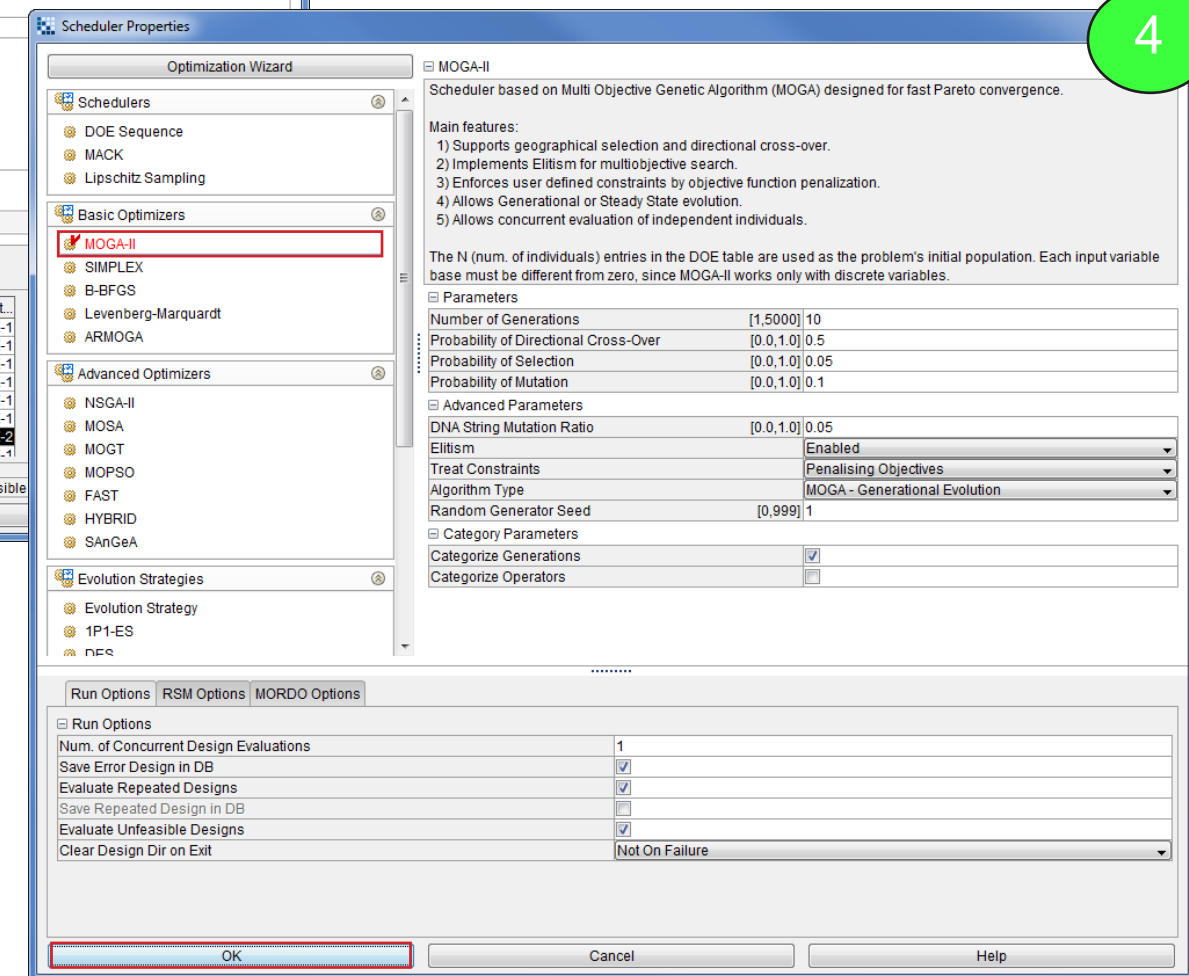 4
Scheduler Properties
Optimization Wizard
Schedulers
DOE Sequence
MACK
Lipschitz Sampling
Basic Optimizers
MOGA-II
SIMPLEX
B-BFGS
Levenberg-Marquardt
ARMOGA
Advanced Optimizers
NSGA-II
MOSA
MOGT
MOPSO
FAST
HYBRID
SAnGeA
Evolution Strategies
Evolution Strategy
1P1-ES
DES
MOGA-II
Scheduler based on Multi Objective Genetic Algorithm (MOGA) designed for fast Pareto convergence.
Main features:
1) Supports geographical selection and directional cross-over.
2) Implements Elitism for multiobjective search.
3) Enforces user defined constraints by objective function penalization.
4) Allows Generational or Steady State evolution.
5) Allows concurrent evaluation of independent individuals.
The N (num. of individuals) entries in the DOE table are used as the problem's initial population. Each input variable
base must be different from zero, since MOGA-II works only with discrete variables.
Parameters
Number of Generations [1,5000] 10
Probability of Directional Cross-Over [0.0,1.0] 0.5
Probability of Selection [0.0,1.0] 0.05
Probability of Mutation [0.0,1.0] 0.1
Advanced Parameters
DNA String Mutation Ratio [0.0,1.0] 0.05
Elitism Enabled
Treat Constraints Penalising Objectives
Algorithm Type MOGA - Generational Evolution
Random Generator Seed [0,999] 1
Category Parameters
Categorize Generations
Categorize Operators
t...
-1
-1
-1
-1
-1
-1
-2
-1
sible
Run Options RSM Options MORDO Options
Run Options
Num. of Concurrent Design Evaluations 1
Save Error Design in DB
Evaluate Repeated Designs
Save Repeated Design in DB
Evaluate Unfeasible Designs
Clear Design Dir on Exit Not On Failure
OK Cancel Help